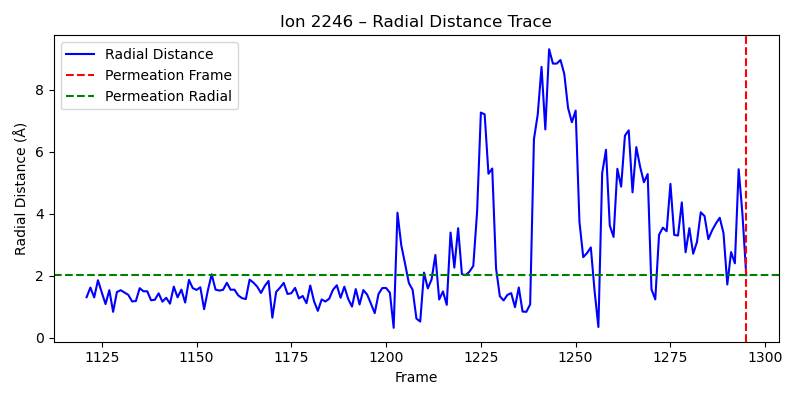 Ion 2246 – Radial Distance Trace
Radial Distance
Permeation Frame
Permeation Radial
Radial Distance (Å)
8
6
4
2
0
1125 1150 1175 1200 1225 1250 1275 1300
Frame